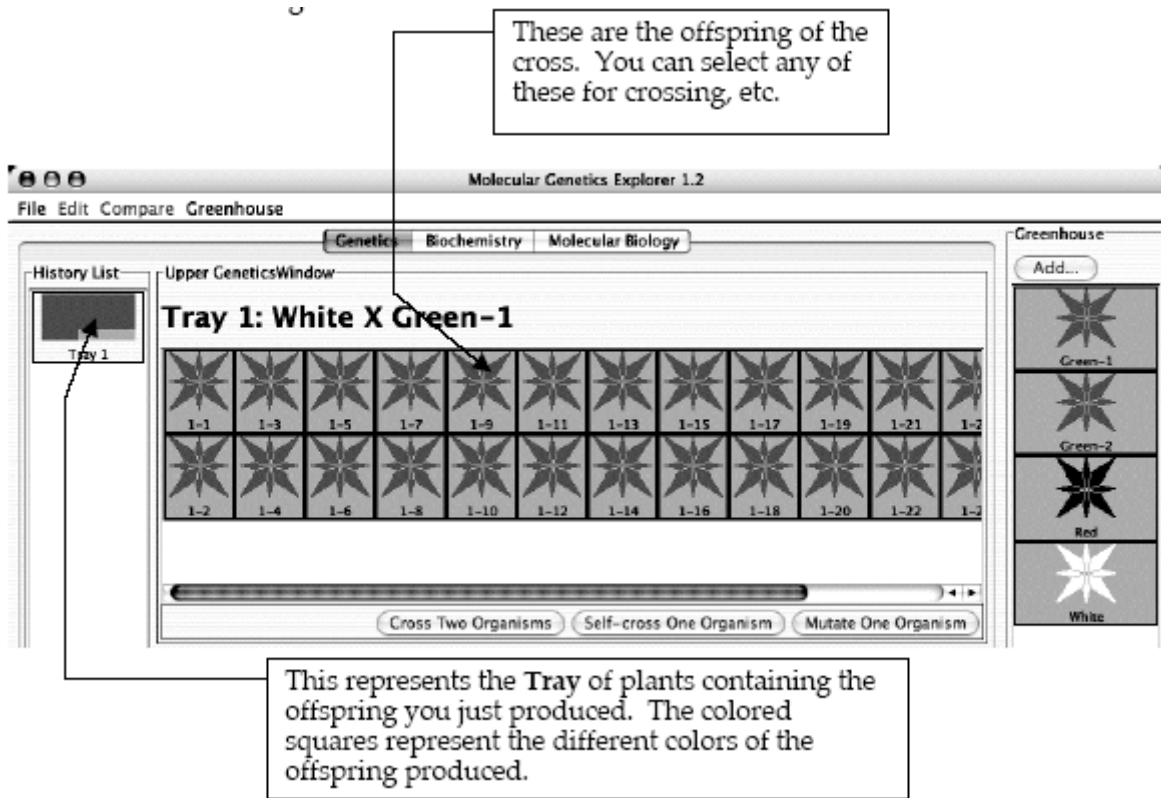 These are the offspring of the
cross. You can select any of
these for crossing, etc.
Molecular Genetics Explorer 1.2
File Edit Compare Greenhouse
Genetics Biochemistry Molecular Biology
Greenhouse
History List
Upper GeneticsWindow
Add...
Tray 1: White X Green-1
Tray 1
1-1 1-3 1-5 1-7 1-9 1-11 1-13 1-15 1-17 1-19 1-21
Green-1
1-2 1-4 1-6 1-8 1-10 1-12 1-14 1-16 1-18 1-20 1-22
Green-2
Red
White
Cross Two Organisms Self-cross One Organism Mutate One Organism
This represents the Tray of plants containing the
offspring you just produced. The colored
squares represent the different colors of the
offspring produced.